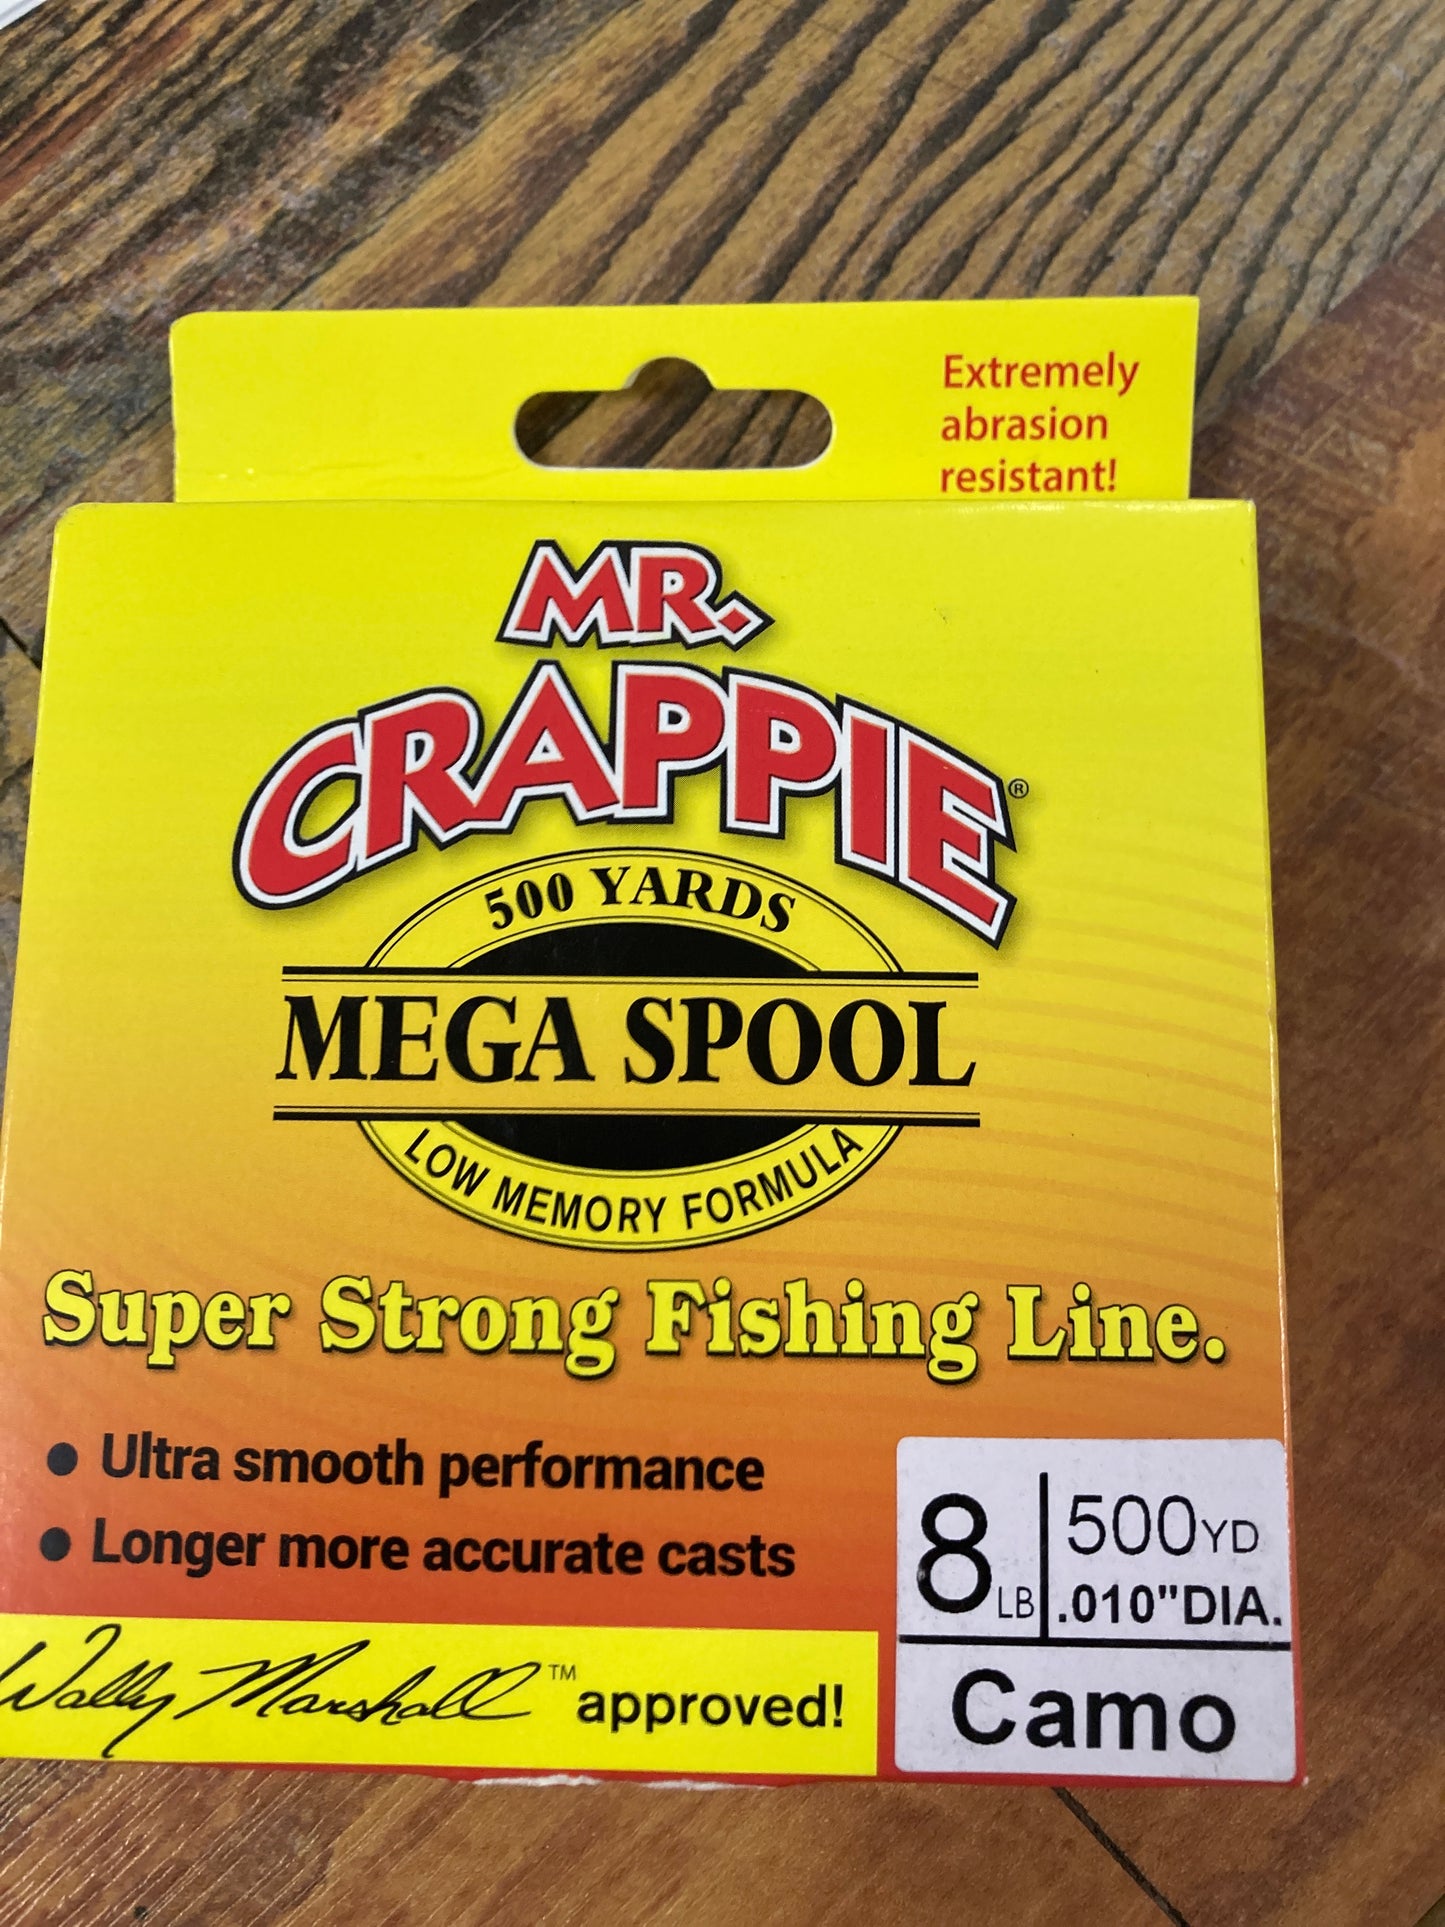 Extremely
abrasion
resistant!
MR.
CRAPPIE®
500 YARDS
MEGA SPOOL
LOW MEMORY FORMULA
Super Strong Fishing Line.
● Ultra smooth performance
● Longer more accurate casts
Wally Marshall™ approved!
8 LB
500YD
.010"DIA.
Camo